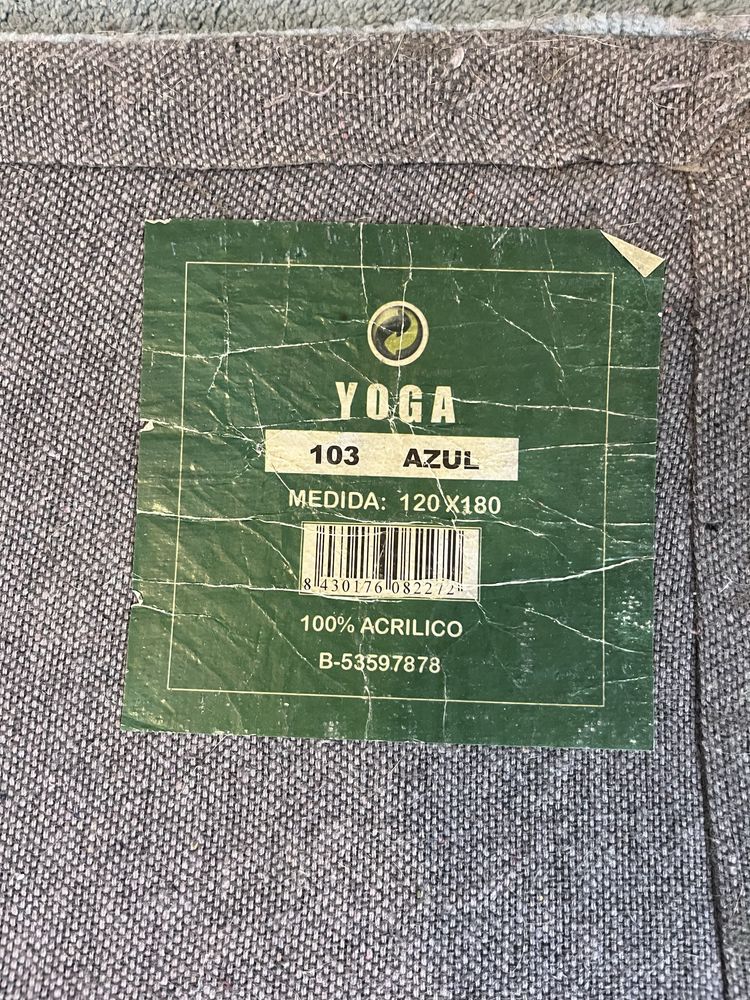 YOGA
103 AZUL
MEDIDA: 120 X180
8 430176 082272
100% ACRILICO
B-53597878